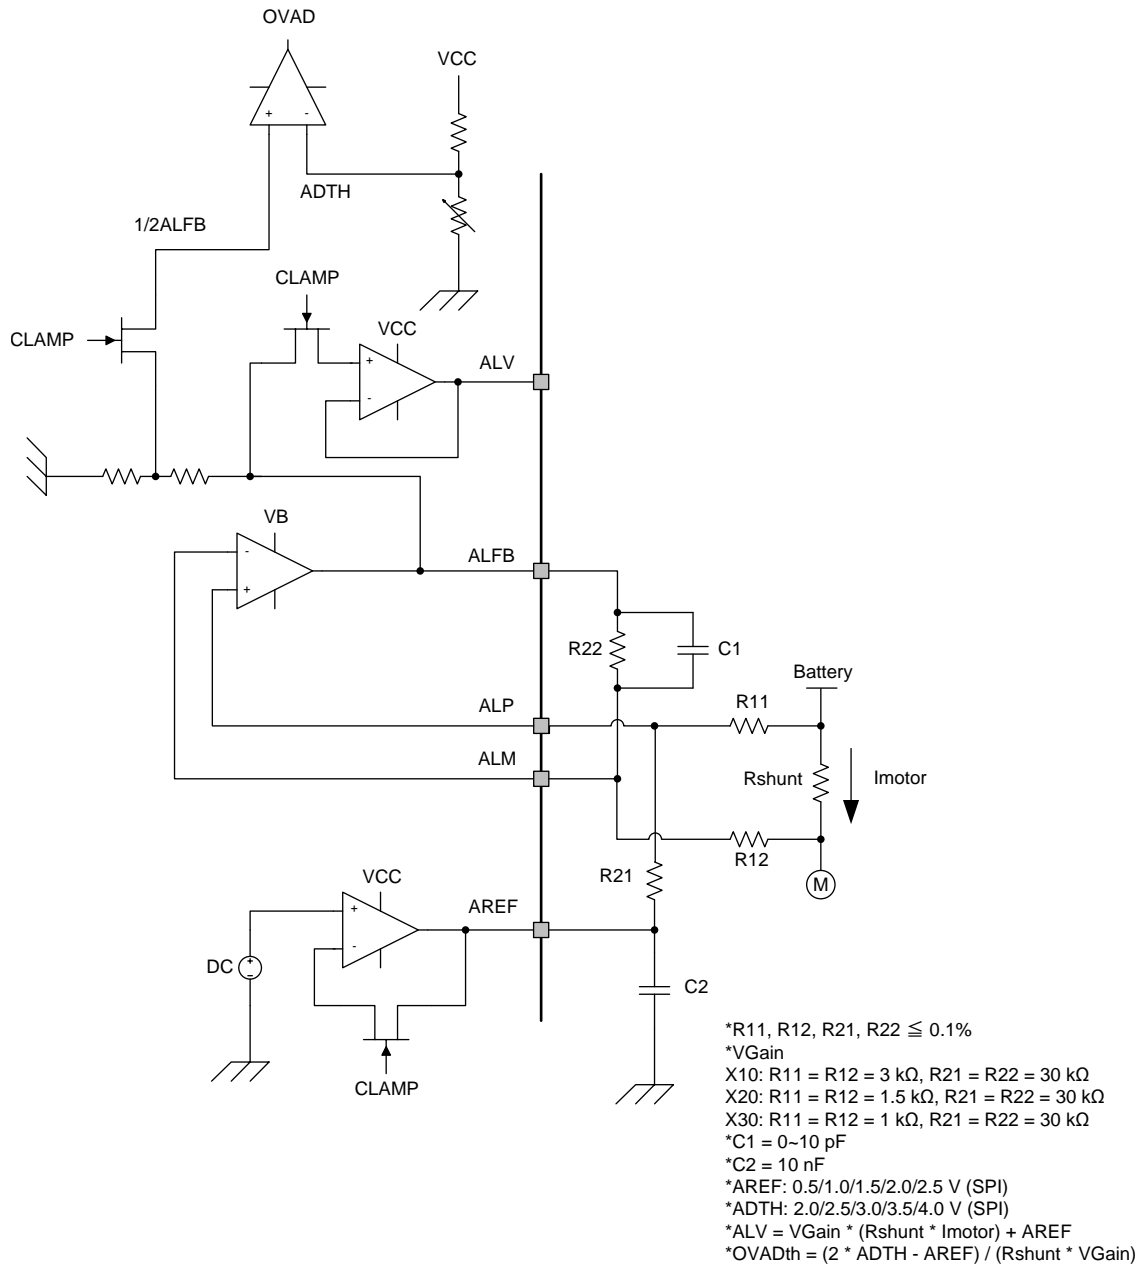 OVAD
VCC
+ -
ADTH
1/2ALFB
CLAMP
CLAMP
VCC
ALV
+
-
VB
ALFB
-
+
R22
C1
Battery
R11
ALP
ALM
Rshunt
Imotor
R12
M
R21
VCC
AREF
+
-
DC
+
-
C2
CLAMP
*R11, R12, R21, R22 ≦ 0.1%
*VGain
X10: R11 = R12 = 3 kΩ, R21 = R22 = 30 kΩ
X20: R11 = R12 = 1.5 kΩ, R21 = R22 = 30 kΩ
X30: R11 = R12 = 1 kΩ, R21 = R22 = 30 kΩ
*C1 = 0~10 pF
*C2 = 10 nF
*AREF: 0.5/1.0/1.5/2.0/2.5 V (SPI)
*ADTH: 2.0/2.5/3.0/3.5/4.0 V (SPI)
*ALV = VGain * (Rshunt * Imotor) + AREF
*OVADth = (2 * ADTH - AREF) / (Rshunt * VGain)